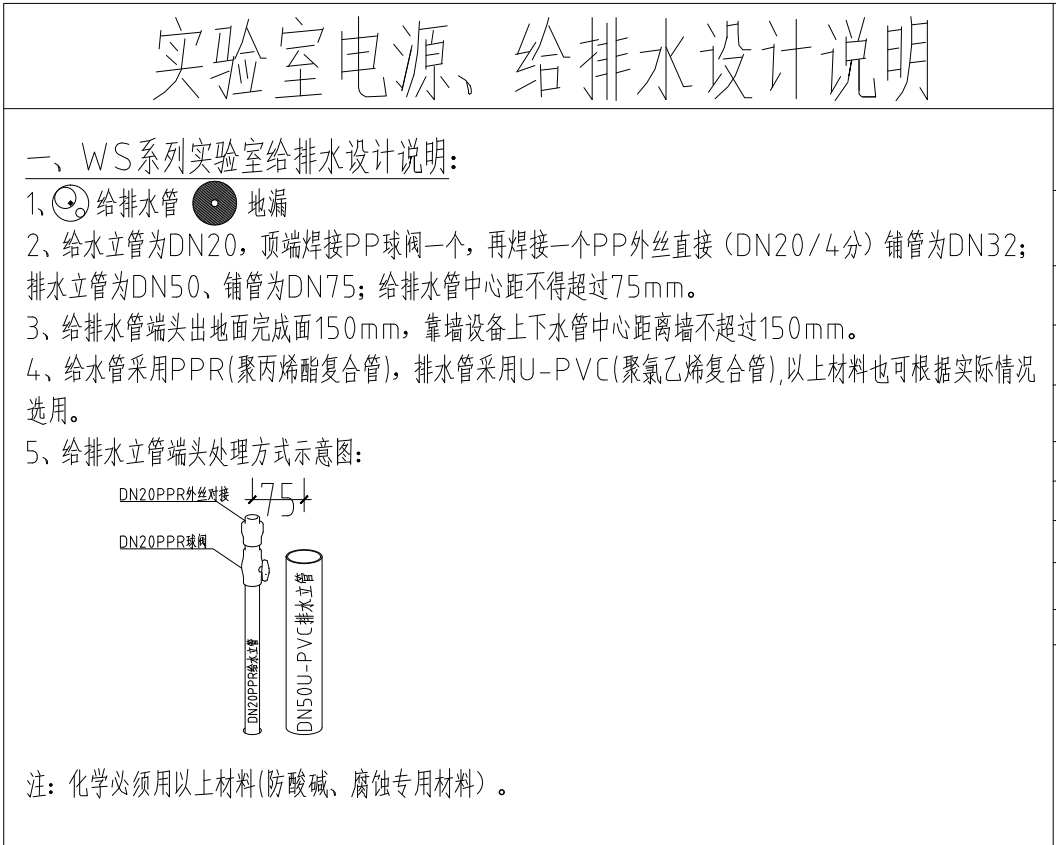 实验室电源、给排水设计说明
一、WS系列实验室给排水设计说明:
1、给排水管 地漏
2、给水立管为DN20，顶端焊接PP球阀一个，再焊接一个PP外丝直接（DN20/4分）铺管为DN32；
排水立管为DN50、铺管为DN75；给排水管中心距不得超过75mm。
3、给排水管端头出地面完成面150mm，靠墙设备上下水管中心距离墙不超过150mm。
4、给水管采用PPR(聚丙烯酯复合管)，排水管采用U-PVC(聚氯乙烯复合管),以上材料也可根据实际情况
选用。
5、给排水立管端头处理方式示意图：
DN20PPR外丝对接
75
DN20PPR球阀
DN20PPR给水立管
DN50U-PVC排水立管
注：化学必须用以上材料(防酸碱、腐蚀专用材料）。